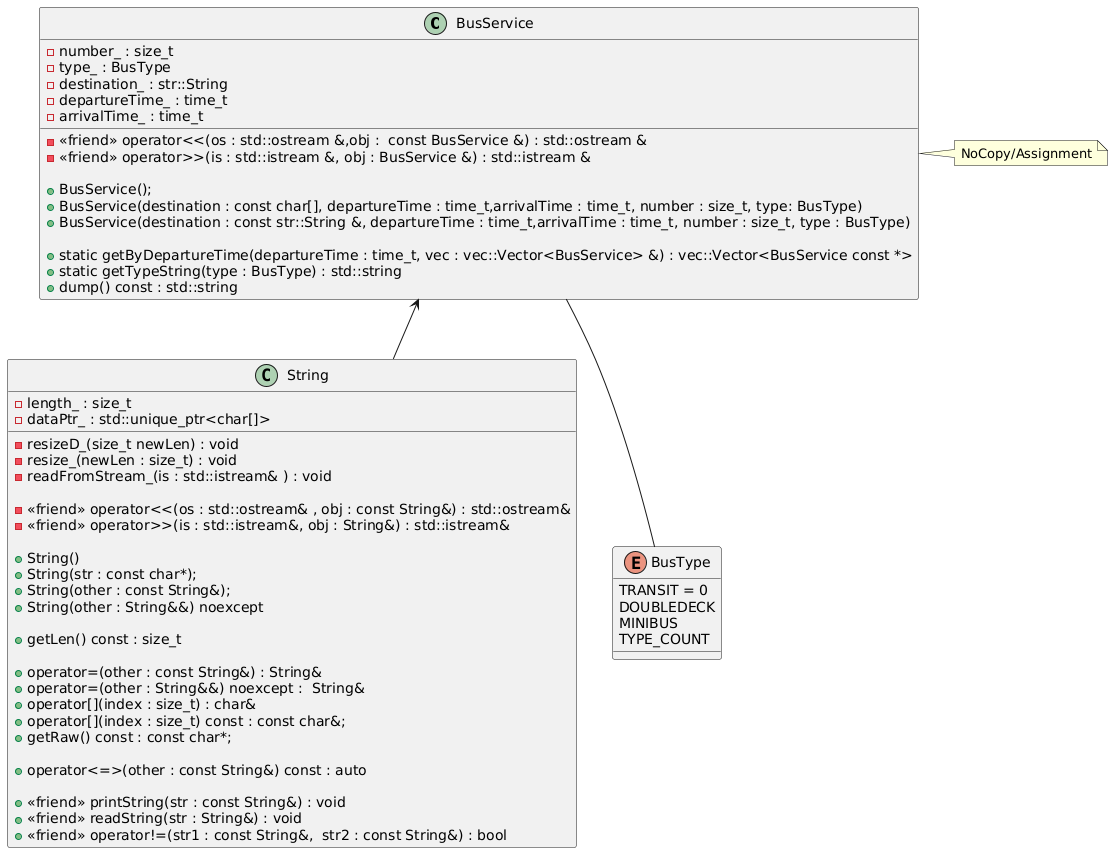 C BusService
number_ : size_t
type_ : BusType
destination_ : str::String
departureTime_ : time_t
arrivalTime_ : time_t
«friend» operator<<(os : std::ostream &,obj :  const BusService &) : std::ostream &
«friend» operator>>(is : std::istream &, obj : BusService &) : std::istream &
BusService();
BusService(destination : const char[], departureTime : time_t,arrivalTime : time_t, number : size_t, type: BusType)
BusService(destination : const str::String &, departureTime : time_t,arrivalTime : time_t, number : size_t, type : BusType)
static getByDepartureTime(departureTime : time_t, vec : vec::Vector<BusService> &) : vec::Vector<BusService const *>
static getTypeString(type : BusType) : std::string
dump() const : std::string
NoCopy/Assignment
C String
length_ : size_t
dataPtr_ : std::unique_ptr<char[]>
resizeD_(size_t newLen) : void
resize_(newLen : size_t) : void
readFromStream_(is : std::istream& ) : void
«friend» operator<<(os : std::ostream& , obj : const String&) : std::ostream&
«friend» operator>>(is : std::istream&, obj : String&) : std::istream&
String()
String(str : const char*);
String(other : const String&);
String(other : String&&) noexcept
getLen() const : size_t
operator=(other : const String&) : String&
operator=(other : String&&) noexcept :  String&
operator[](index : size_t) : char&
operator[](index : size_t) const : const char&;
getRaw() const : const char*;
operator<=>(other : const String&) const : auto
«friend» printString(str : const String&) : void
«friend» readString(str : String&) : void
«friend» operator!=(str1 : const String&,  str2 : const String&) : bool
E BusType
TRANSIT = 0
DOUBLEDECK
MINIBUS
TYPE_COUNT